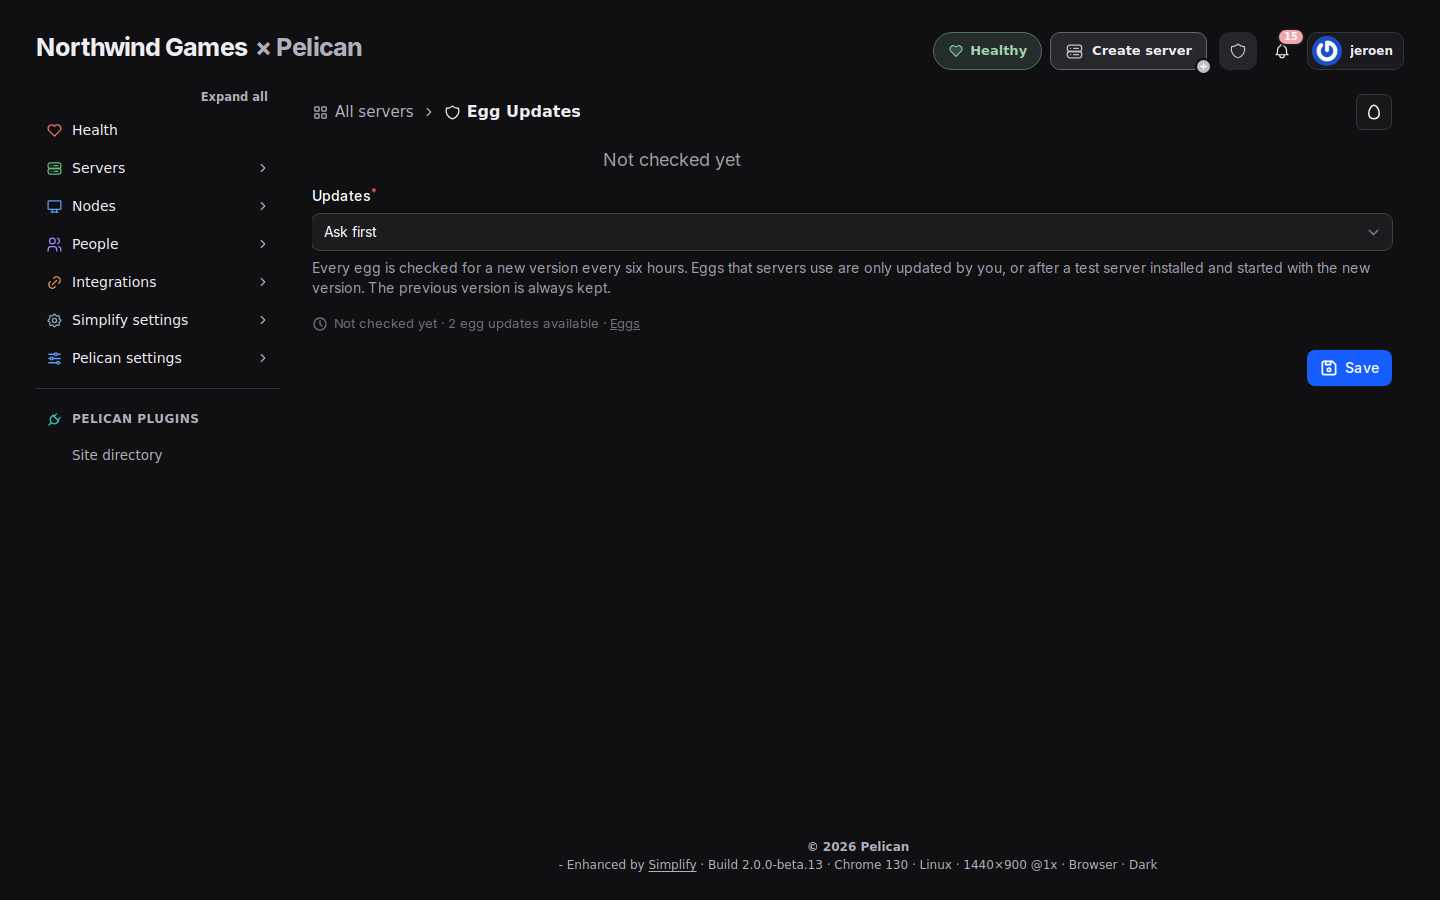 Northwind Games × Pelican
Healthy
Create server
15
jeroen
Expand all
Health
Servers
Nodes
People
Integrations
Simplify settings
Pelican settings
PELICAN PLUGINS
Site directory
All servers
Egg Updates
Not checked yet
Updates*
Ask first
Every egg is checked for a new version every six hours. Eggs that servers use are only updated by you, or after a test server installed and started with the new
version. The previous version is always kept.
Not checked yet · 2 egg updates available · Eggs
Save
© 2026 Pelican
- Enhanced by Simplify · Build 2.0.0-beta.13 · Chrome 130 · Linux · 1440×900 @1x · Browser · Dark